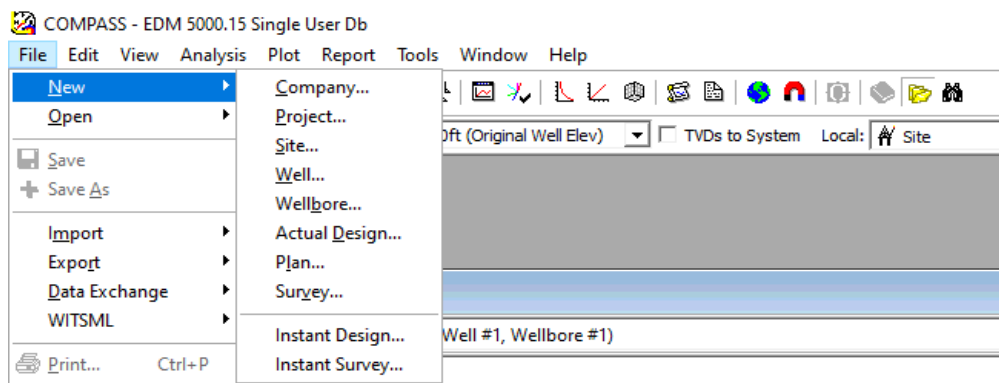 COMPASS - EDM 5000.15 Single User Db
File Edit View Analysis Plot Report Tools Window Help
New
Open
Save
Save As
Import
Export
Data Exchange
WITSML
Print... Ctrl+P
Company...
Project...
Site...
Well...
Wellbore...
Actual Design...
Plan...
Survey...
Instant Design...
Instant Survey...
0ft (Original Well Elev) TVDs to System Local: Site
Well #1, Wellbore #1)